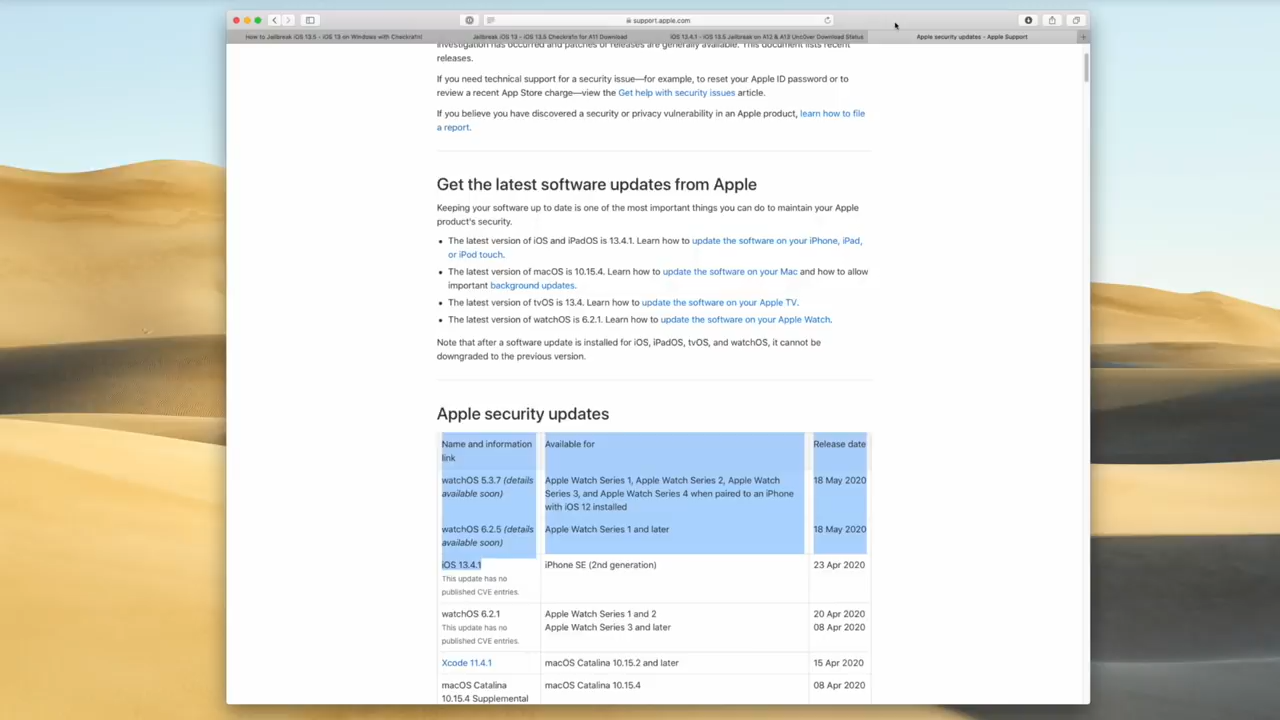 support.apple.com
How to Jailbreak iOS 13.5 - iOS 13 on Windows with Checkra1n!
Jailbreak iOS 13 - iOS 13.5 Checkra1n for A11 Download
iOS 13.4.1 - iOS 13.5 Jailbreak on A12 & A13 Unc0ver Download Status
Apple security updates - Apple Support
investigation has occurred and patches or releases are generally available. This document lists recent
releases.
If you need technical support for a security issue—for example, to reset your Apple ID password or to
review a recent App Store charge—view the Get help with security issues article.
If you believe you have discovered a security or privacy vulnerability in an Apple product, learn how to file
a report.
Get the latest software updates from Apple
Keeping your software up to date is one of the most important things you can do to maintain your Apple
product's security.
• The latest version of iOS and iPadOS is 13.4.1. Learn how to update the software on your iPhone, iPad,
or iPod touch.
• The latest version of macOS is 10.15.4. Learn how to update the software on your Mac and how to allow
important background updates.
• The latest version of tvOS is 13.4. Learn how to update the software on your Apple TV.
• The latest version of watchOS is 6.2.1. Learn how to update the software on your Apple Watch.
Note that after a software update is installed for iOS, iPadOS, tvOS, and watchOS, it cannot be
downgraded to the previous version.
Apple security updates
Name and information Available for Release date
link
watchOS 5.3.7 (details Apple Watch Series 1, Apple Watch Series 2, Apple Watch 18 May 2020
available soon) Series 3, and Apple Watch Series 4 when paired to an iPhone
with iOS 12 installed
watchOS 6.2.5 (details Apple Watch Series 1 and later 18 May 2020
available soon)
iOS 13.4.1 iPhone SE (2nd generation) 23 Apr 2020
This update has no
published CVE entries.
watchOS 6.2.1 Apple Watch Series 1 and 2 20 Apr 2020
This update has no Apple Watch Series 3 and later 08 Apr 2020
published CVE entries.
Xcode 11.4.1 macOS Catalina 10.15.2 and later 15 Apr 2020
macOS Catalina macOS Catalina 10.15.4 08 Apr 2020
10.15.4 Supplemental